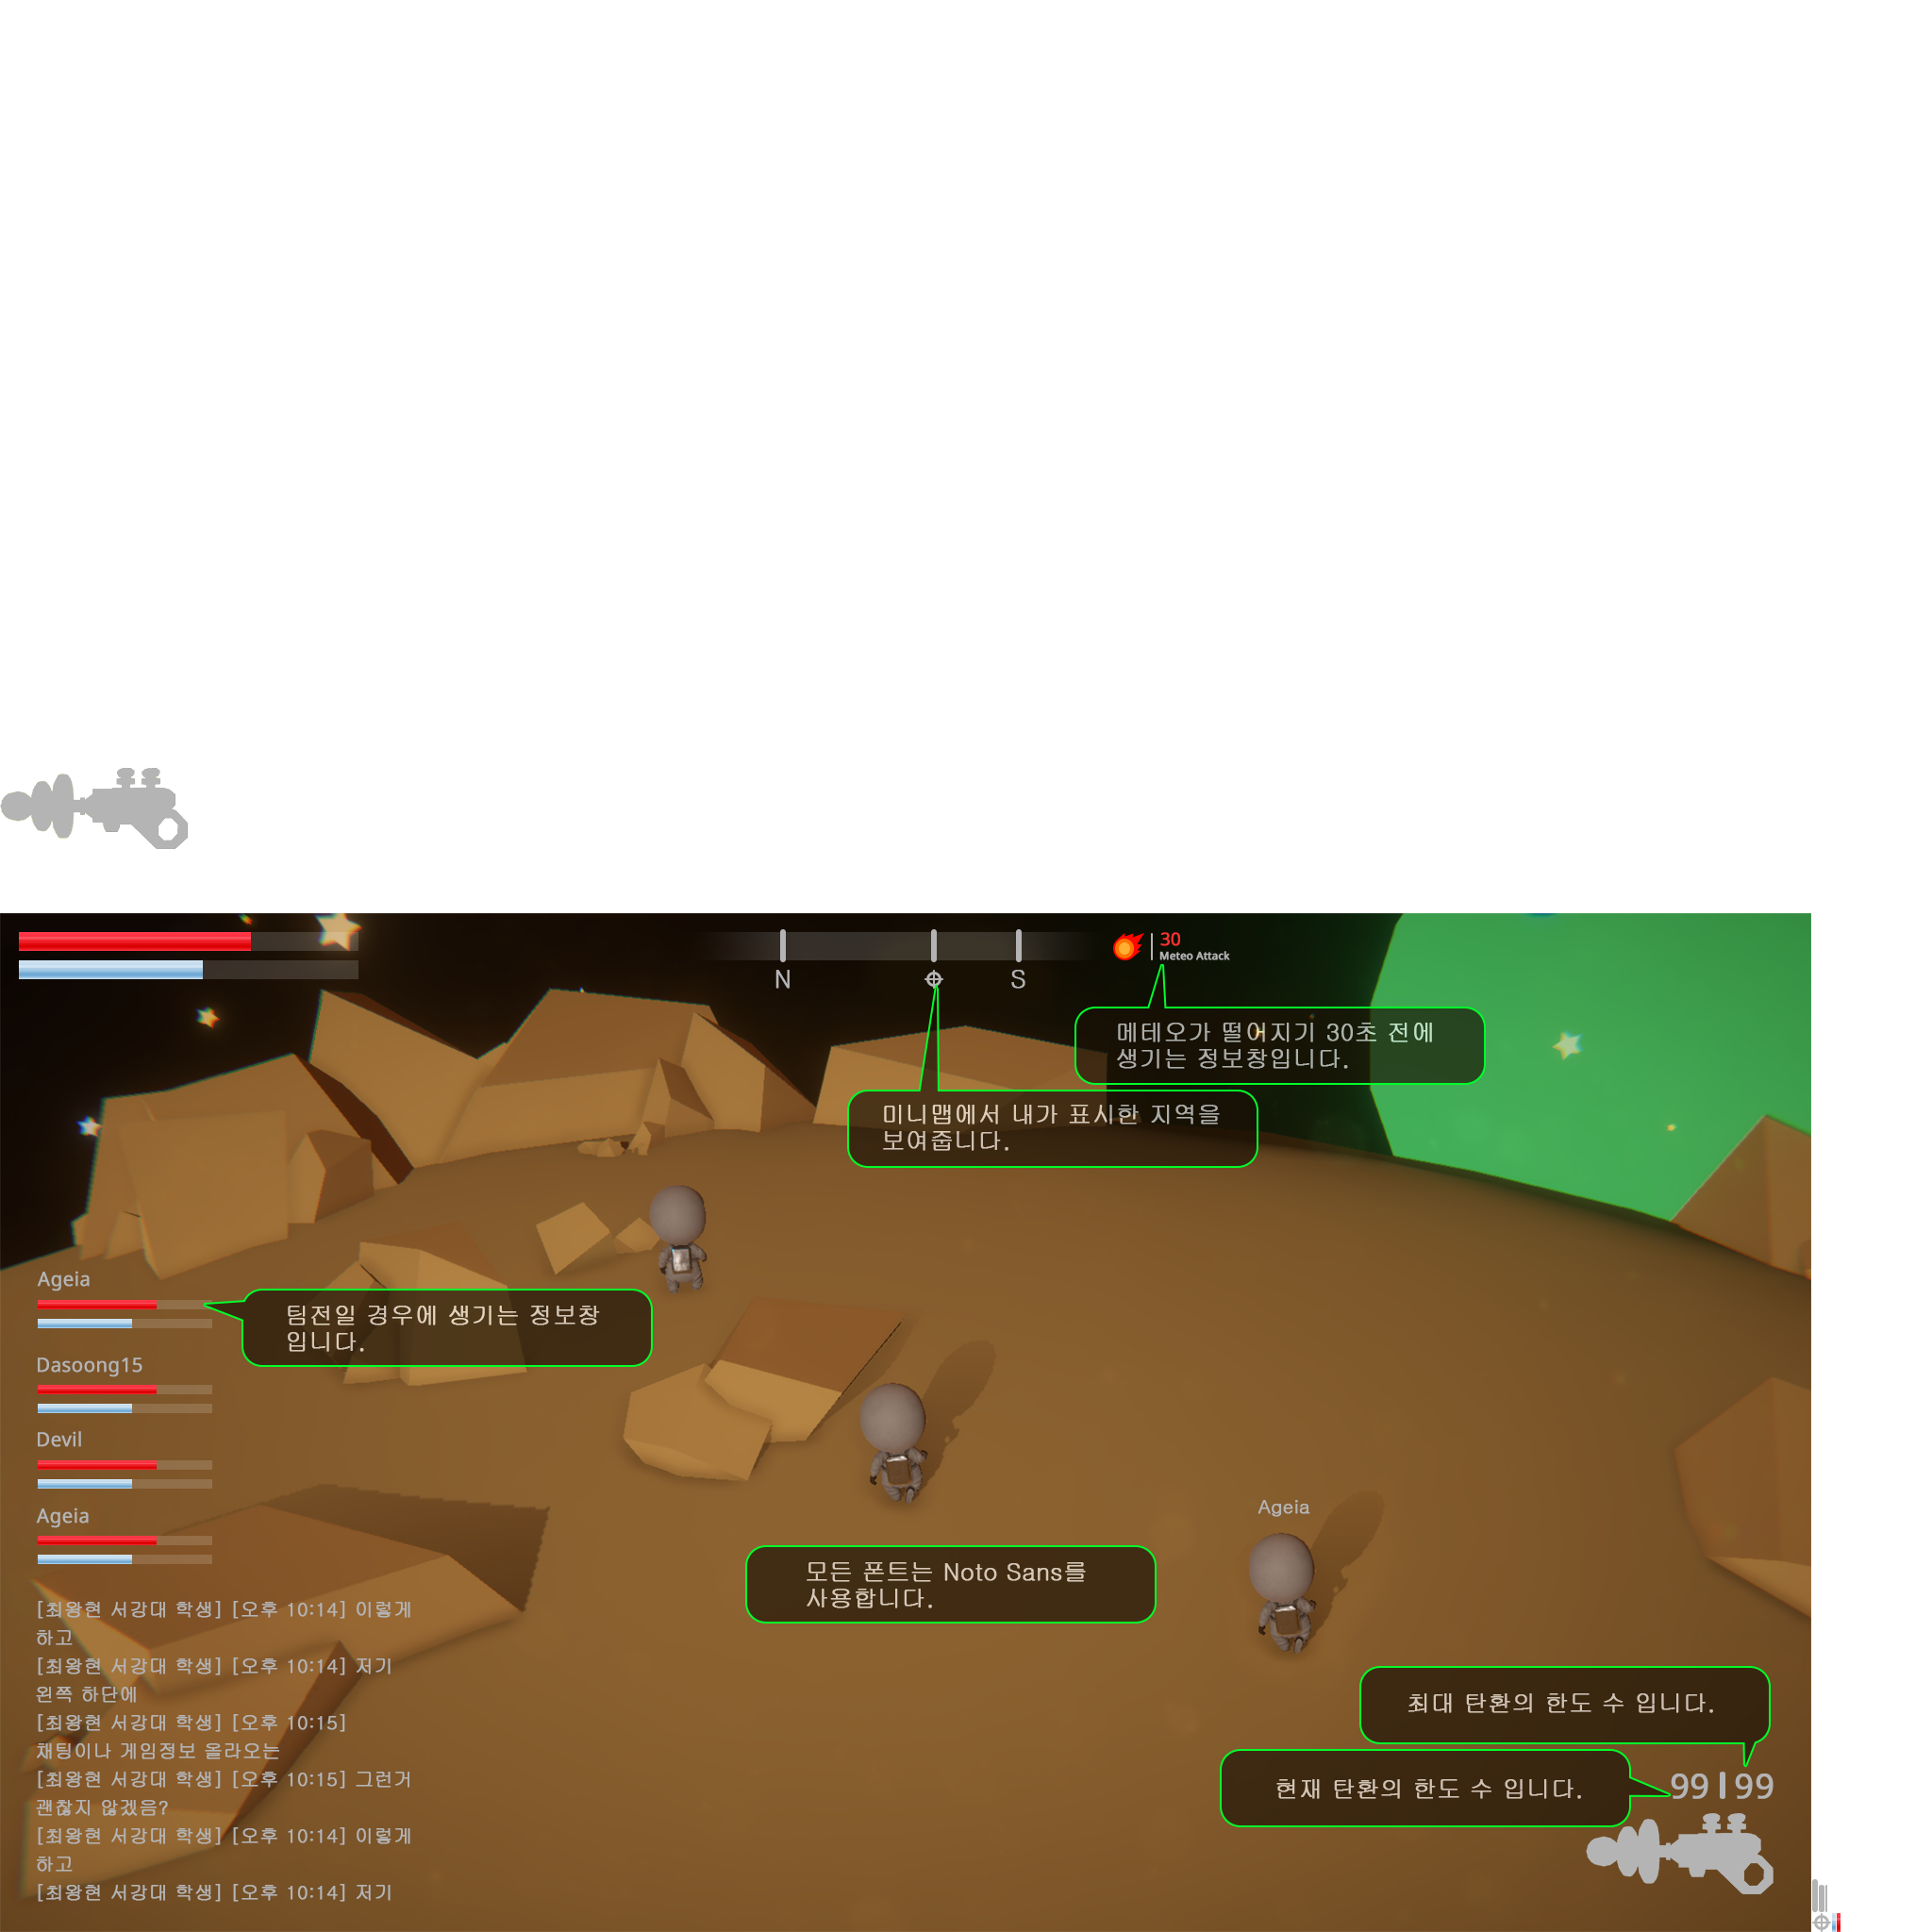 30
Meteo Attack
N
S
메테오가 떨어지기 30초 전에
생기는 정보창입니다.
미니맵에서 내가 표시한 지역을
보여줍니다.
Ageia
팀전일 경우에 생기는 정보창
입니다.
Dasoong15
Devil
Ageia
Ageia
모든 폰트는 Noto Sans를
사용합니다.
[최왕현 서강대 학생] [오후 10:14] 이렇게
하고
[최왕현 서강대 학생] [오후 10:14] 저기
왼쪽 하단에
[최왕현 서강대 학생] [오후 10:15]
채팅이나 게임정보 올라오는
[최왕현 서강대 학생] [오후 10:15] 그런거
괜찮지 않겠음?
[최왕현 서강대 학생] [오후 10:14] 이렇게
하고
[최왕현 서강대 학생] [오후 10:14] 저기
최대 탄환의 한도 수 입니다.
현재 탄환의 한도 수 입니다.
99 | 99